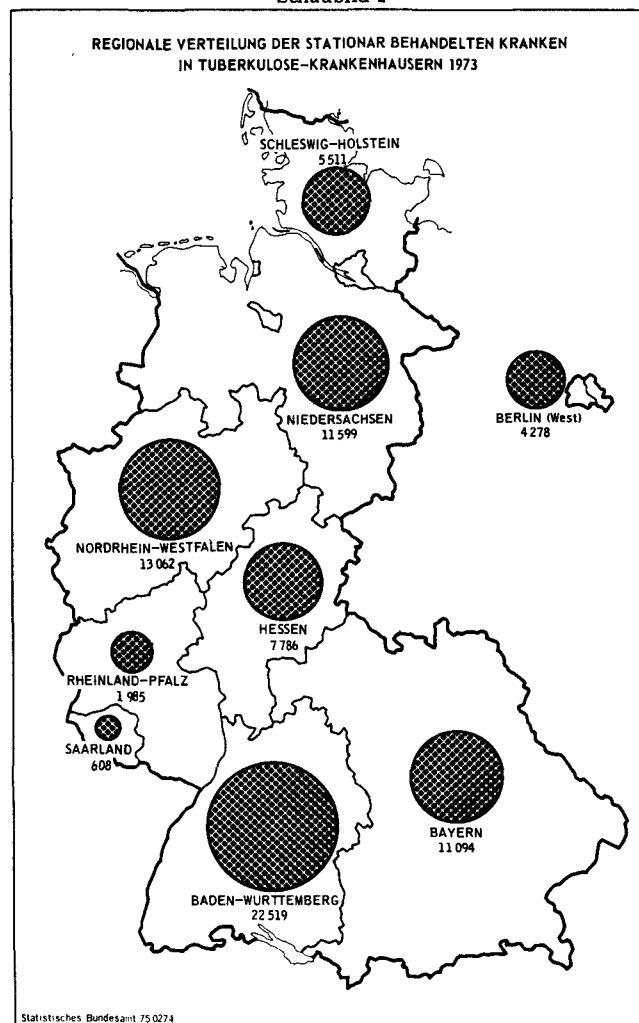 REGIONALE VERTEILUNG DER STATIONAR BEHANDELTEN KRANKEN
IN TUBERKULOSE-KRANKENHAUSERN 1973
SCHLESWIG-HOLSTEIN
5 511
NIEDERSACHSEN
11 599
BERLIN (West)
4 278
NORDRHEIN-WESTFALEN
13 062
HESSEN
7 786
RHEINLAND-PFALZ
1 985
SAARLAND
608
BAYERN
11 094
BADEN-WURTTEMBERG
22 519
Statistisches Bundesamt 75 0274